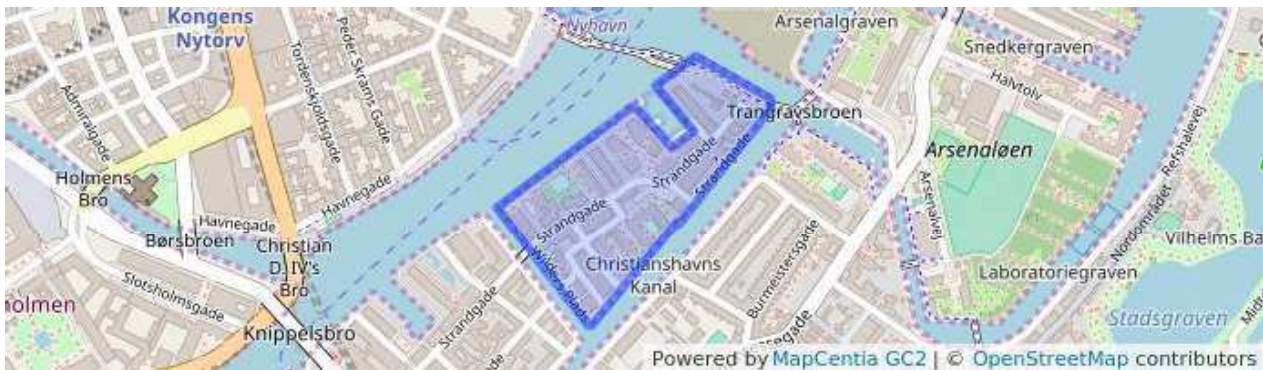 Kongens
Nytorv
Nyhavn
Arsenalgraven
Snedkergraven
Peder Skrams Gade
Tordenskjoldsgade
Admiralgade
Halvtolv
Trangravsbroen
Arsenaløen
Refshalevej
Holmens
Bro
Havnegade
Havnegade
Strandgade
Strandgade
Strandgade
Arsenalvej
Nordområdet
Børsbroen
Christian
D. IV's
Bro
Wilders Plads
Christianshavns
Kanal
Burmeistersgade
Vilhelms Ba
Laboratoriegraven
Slotsholmsgade
holmen
Knippelsbro
Strandgade
Stadsgraven
Powered by MapCentia GC2 | © OpenStreetMap contributors